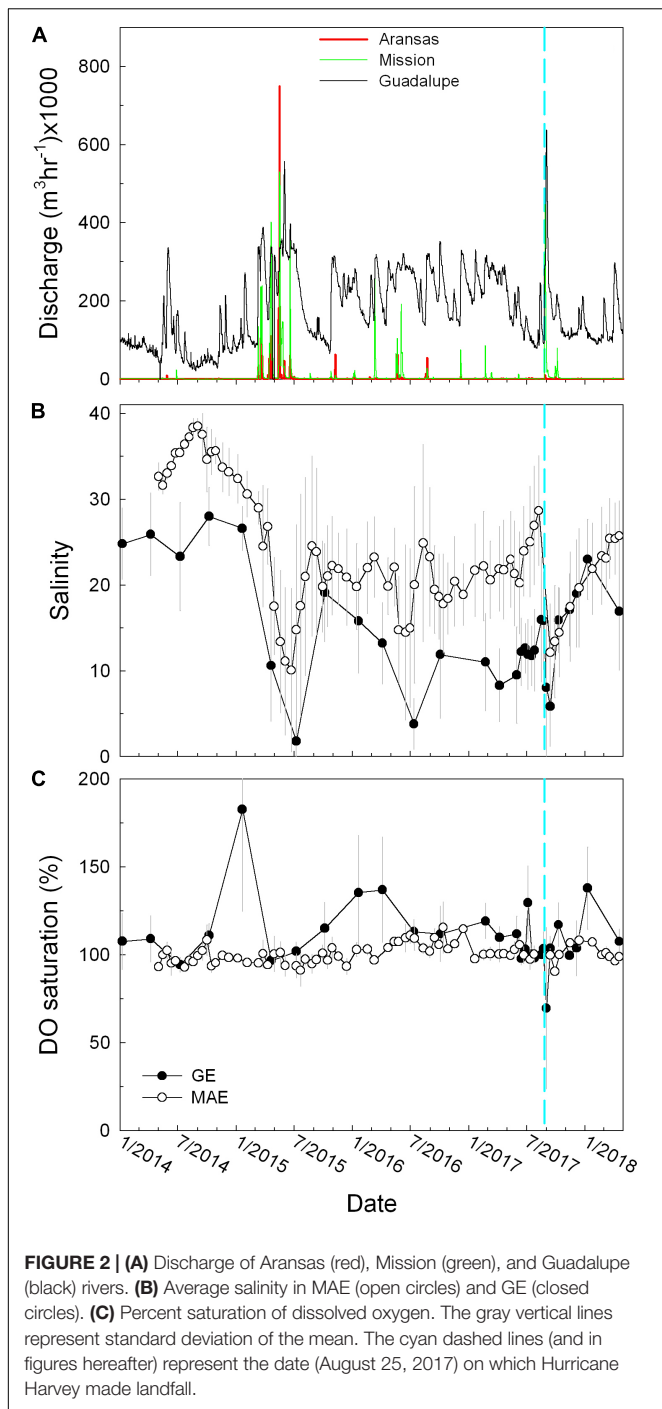 A
Aransas
Mission
Guadalupe
Discharge (m³hr⁻¹)x1000
800
600
400
200
0
B
Salinity
40
30
20
10
0
C
DO saturation (%)
200
150
100
50
0
GE
MAE
1/2014
7/2014
1/2015
7/2015
1/2016
7/2016
1/2017
7/2017
1/2018
Date
FIGURE 2 | (A) Discharge of Aransas (red), Mission (green), and Guadalupe
(black) rivers. (B) Average salinity in MAE (open circles) and GE (closed
circles). (C) Percent saturation of dissolved oxygen. The gray vertical lines
represent standard deviation of the mean. The cyan dashed lines (and in
figures hereafter) represent the date (August 25, 2017) on which Hurricane
Harvey made landfall.